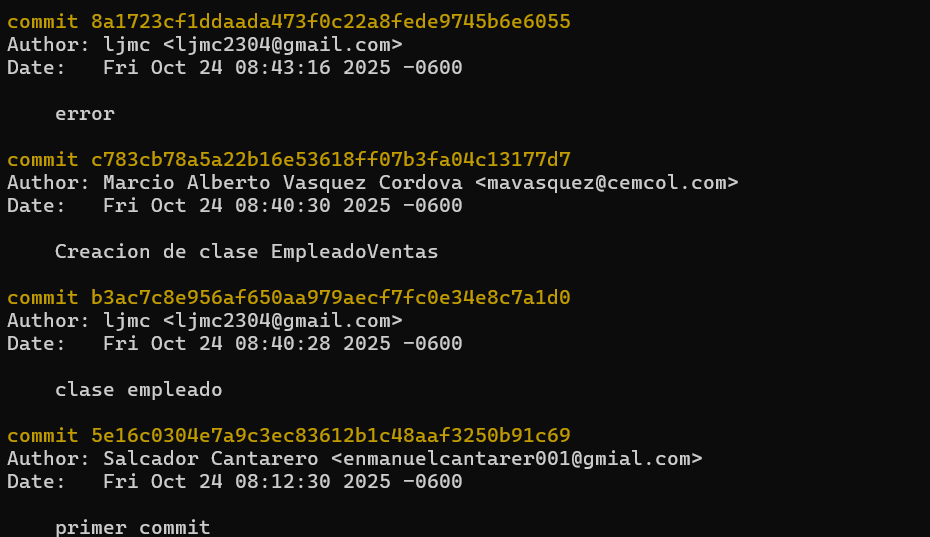 commit 8a1723cf1ddaada473f0c22a8fede9745b6e6055
Author: ljmc <ljmc2304@gmail.com>
Date:   Fri Oct 24 08:43:16 2025 -0600
error
commit c783cb78a5a22b16e53618ff07b3fa04c13177d7
Author: Marcio Alberto Vasquez Cordova <mavasquez@cemcol.com>
Date:   Fri Oct 24 08:40:30 2025 -0600
Creacion de clase EmpleadoVentas
commit b3ac7c8e956af650aa979aecf7fc0e34e8c7a1d0
Author: ljmc <ljmc2304@gmail.com>
Date:   Fri Oct 24 08:40:28 2025 -0600
clase empleado
commit 5e16c0304e7a9c3ec83612b1c48aaf3250b91c69
Author: Salcador Cantarero <enmanuelcantarer001@gmial.com>
Date:   Fri Oct 24 08:12:30 2025 -0600
primer commit